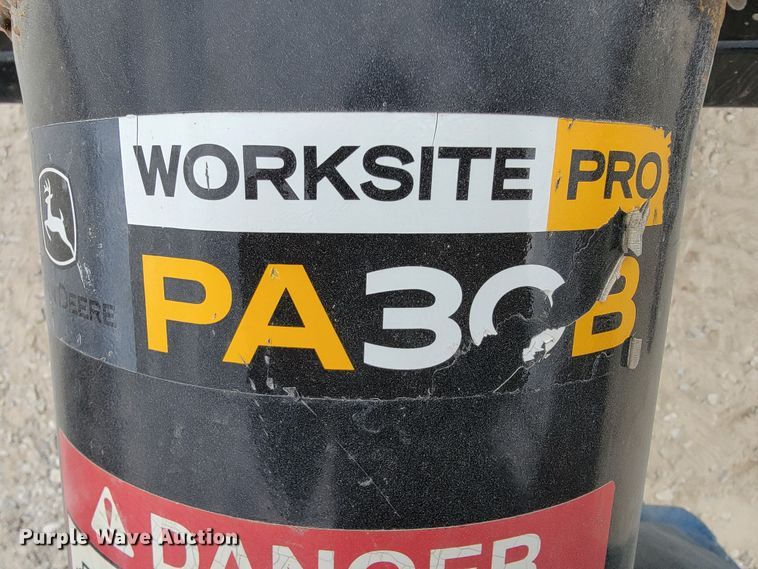 WORKSITE PRO
DEERE
PA30B
DANGER
Purple Wave Auction